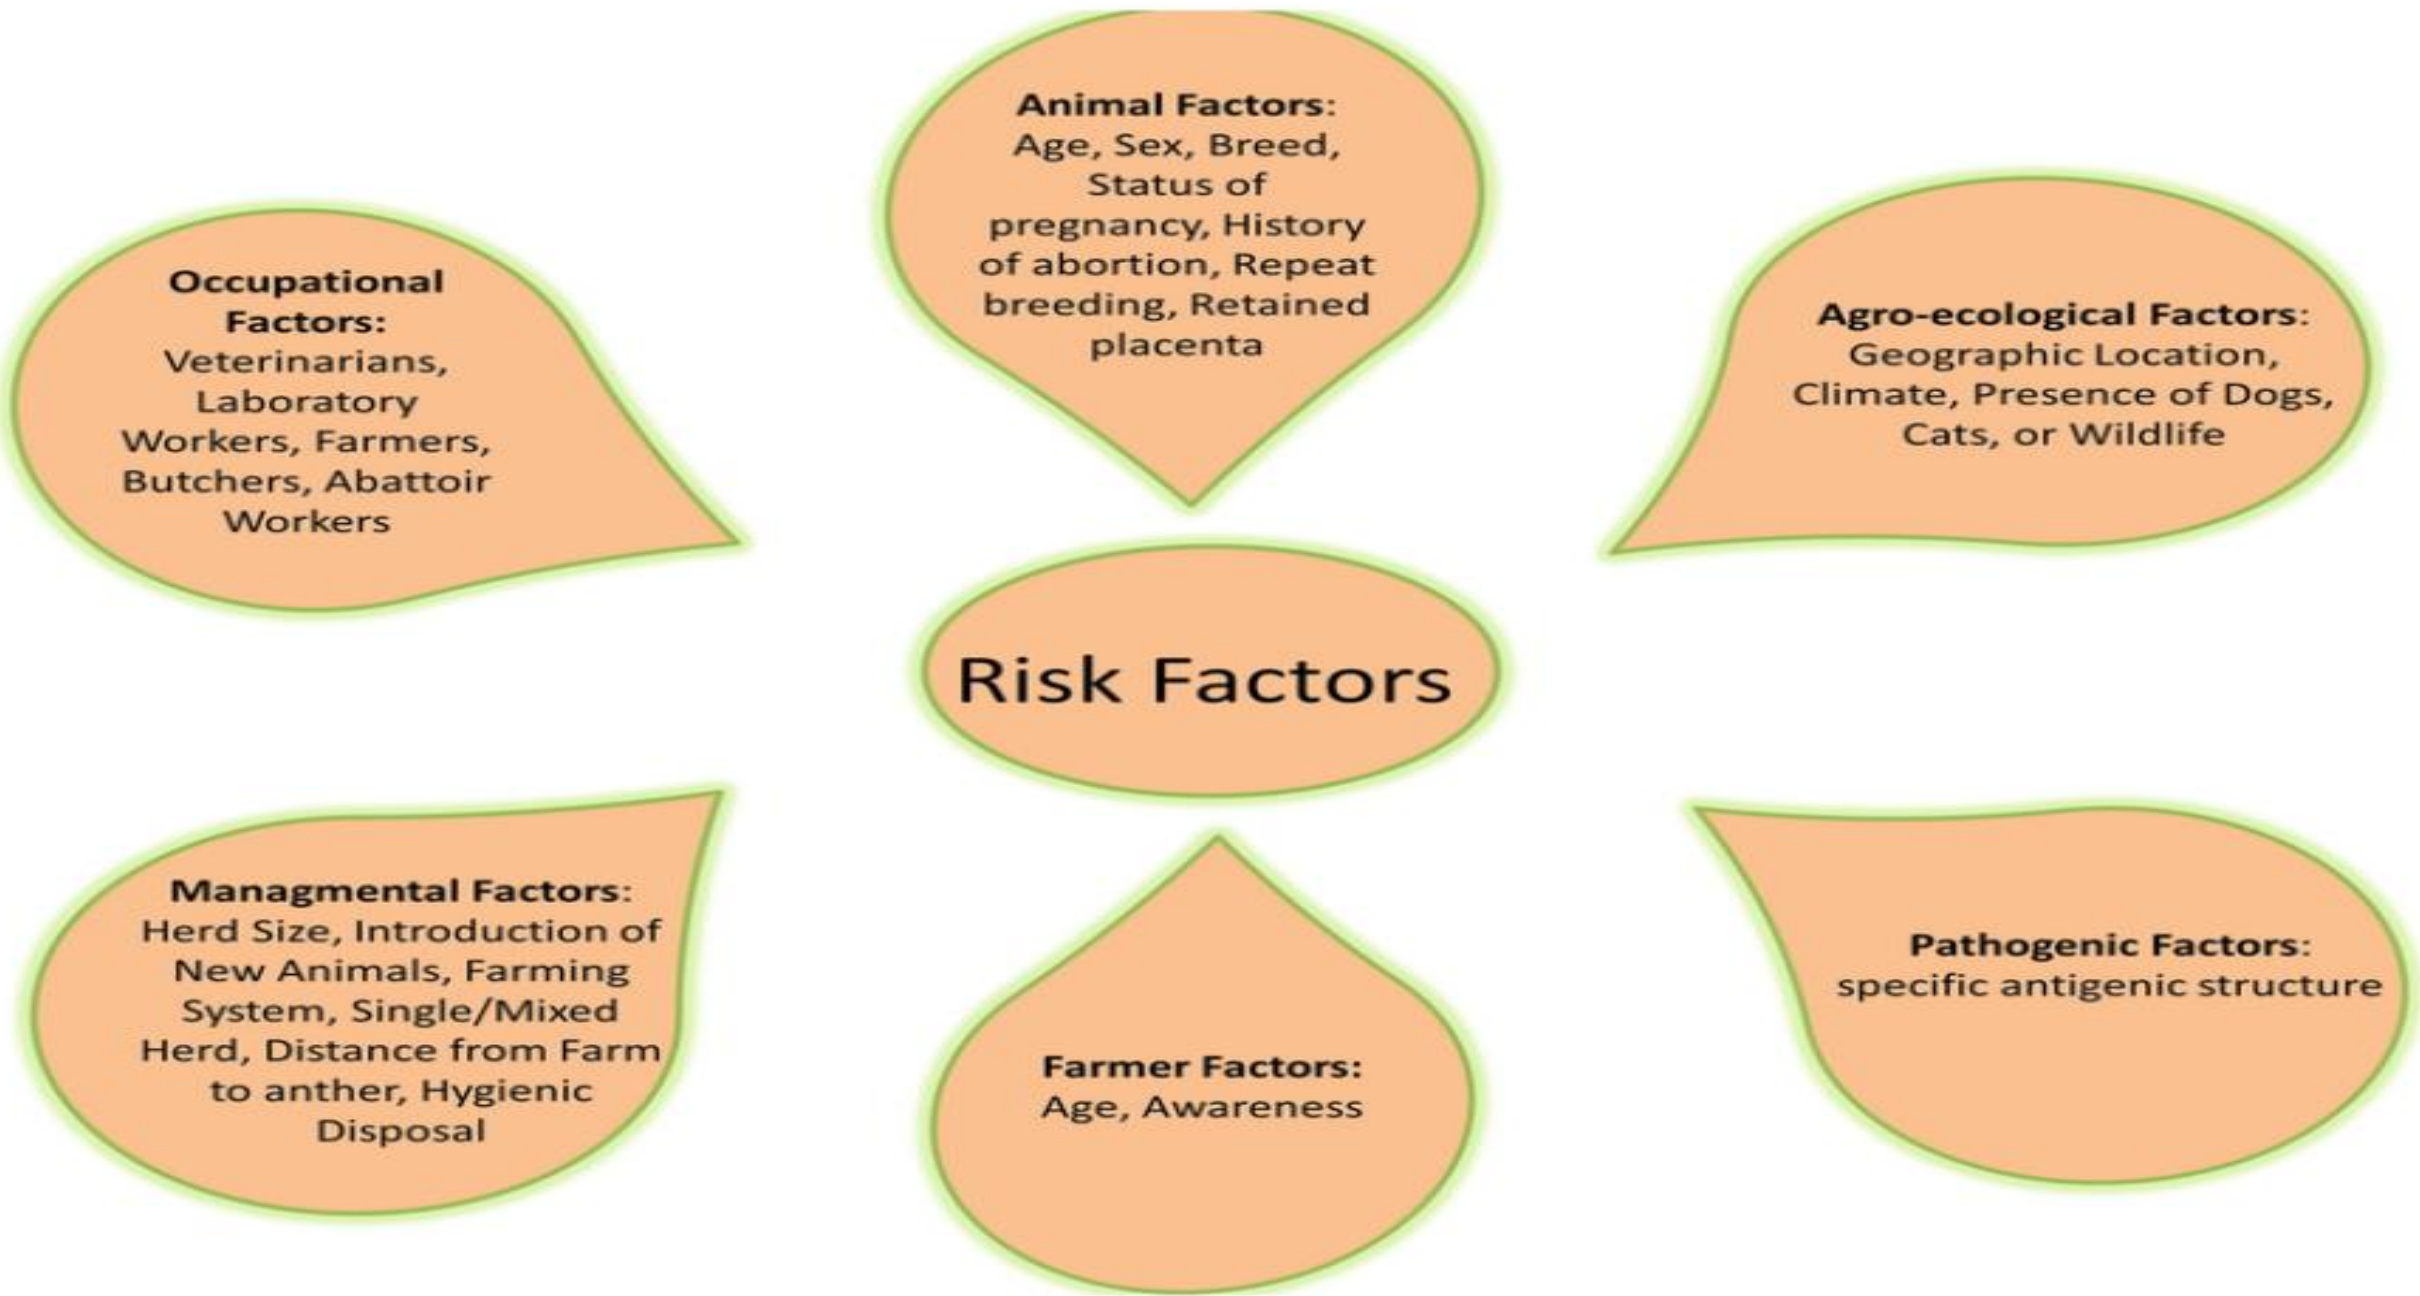 Animal Factors:
Age, Sex, Breed,
Status of
pregnancy, History
of abortion, Repeat
breeding, Retained
placenta
Occupational
Factors:
Veterinarians,
Laboratory
Workers, Farmers,
Butchers, Abattoir
Workers
Agro-ecological Factors:
Geographic Location,
Climate, Presence of Dogs,
Cats, or Wildlife
Risk Factors
Managmental Factors:
Herd Size, Introduction of
New Animals, Farming
System, Single/Mixed
Herd, Distance from Farm
to anther, Hygienic
Disposal
Farmer Factors:
Age, Awareness
Pathogenic Factors:
specific antigenic structure